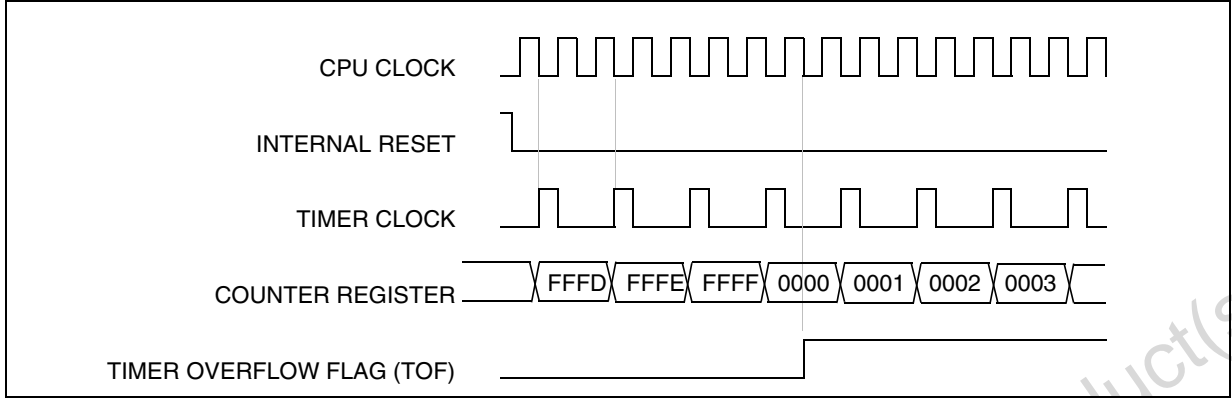 CPU CLOCK
INTERNAL RESET
TIMER CLOCK
FFFD FFFE FFFF 0000 0001 0002 0003
COUNTER REGISTER
TIMER OVERFLOW FLAG (TOF)